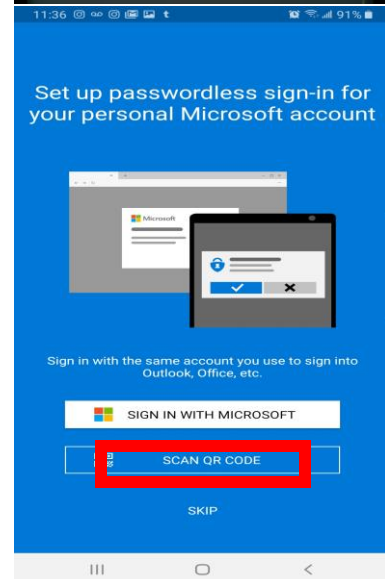 11:36 t 91%
Set up passwordless sign-in for
your personal Microsoft account
Microsoft
Sign in with the same account you use to sign into
Outlook, Office, etc.
SIGN IN WITH MICROSOFT
SCAN QR CODE
SKIP